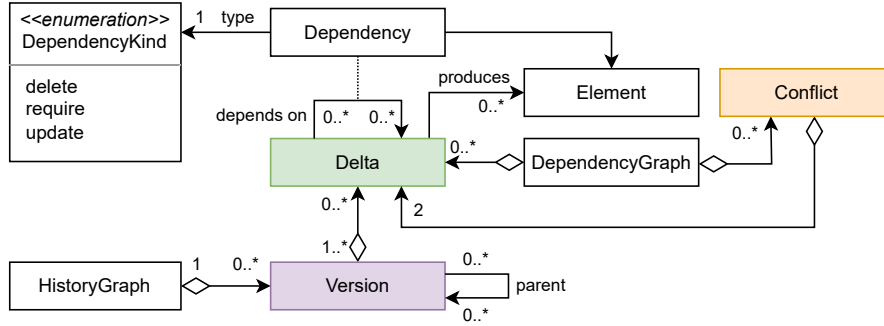 <<enumeration>>
DependencyKind
delete
require
update
1 type
Dependency
produces
0..*
Element
Conflict
depends on
0..* 0..*
0..*
Delta
0..*
DependencyGraph
0..*
2
1..*
HistoryGraph
1 0..*
Version
0..*
parent
0..*